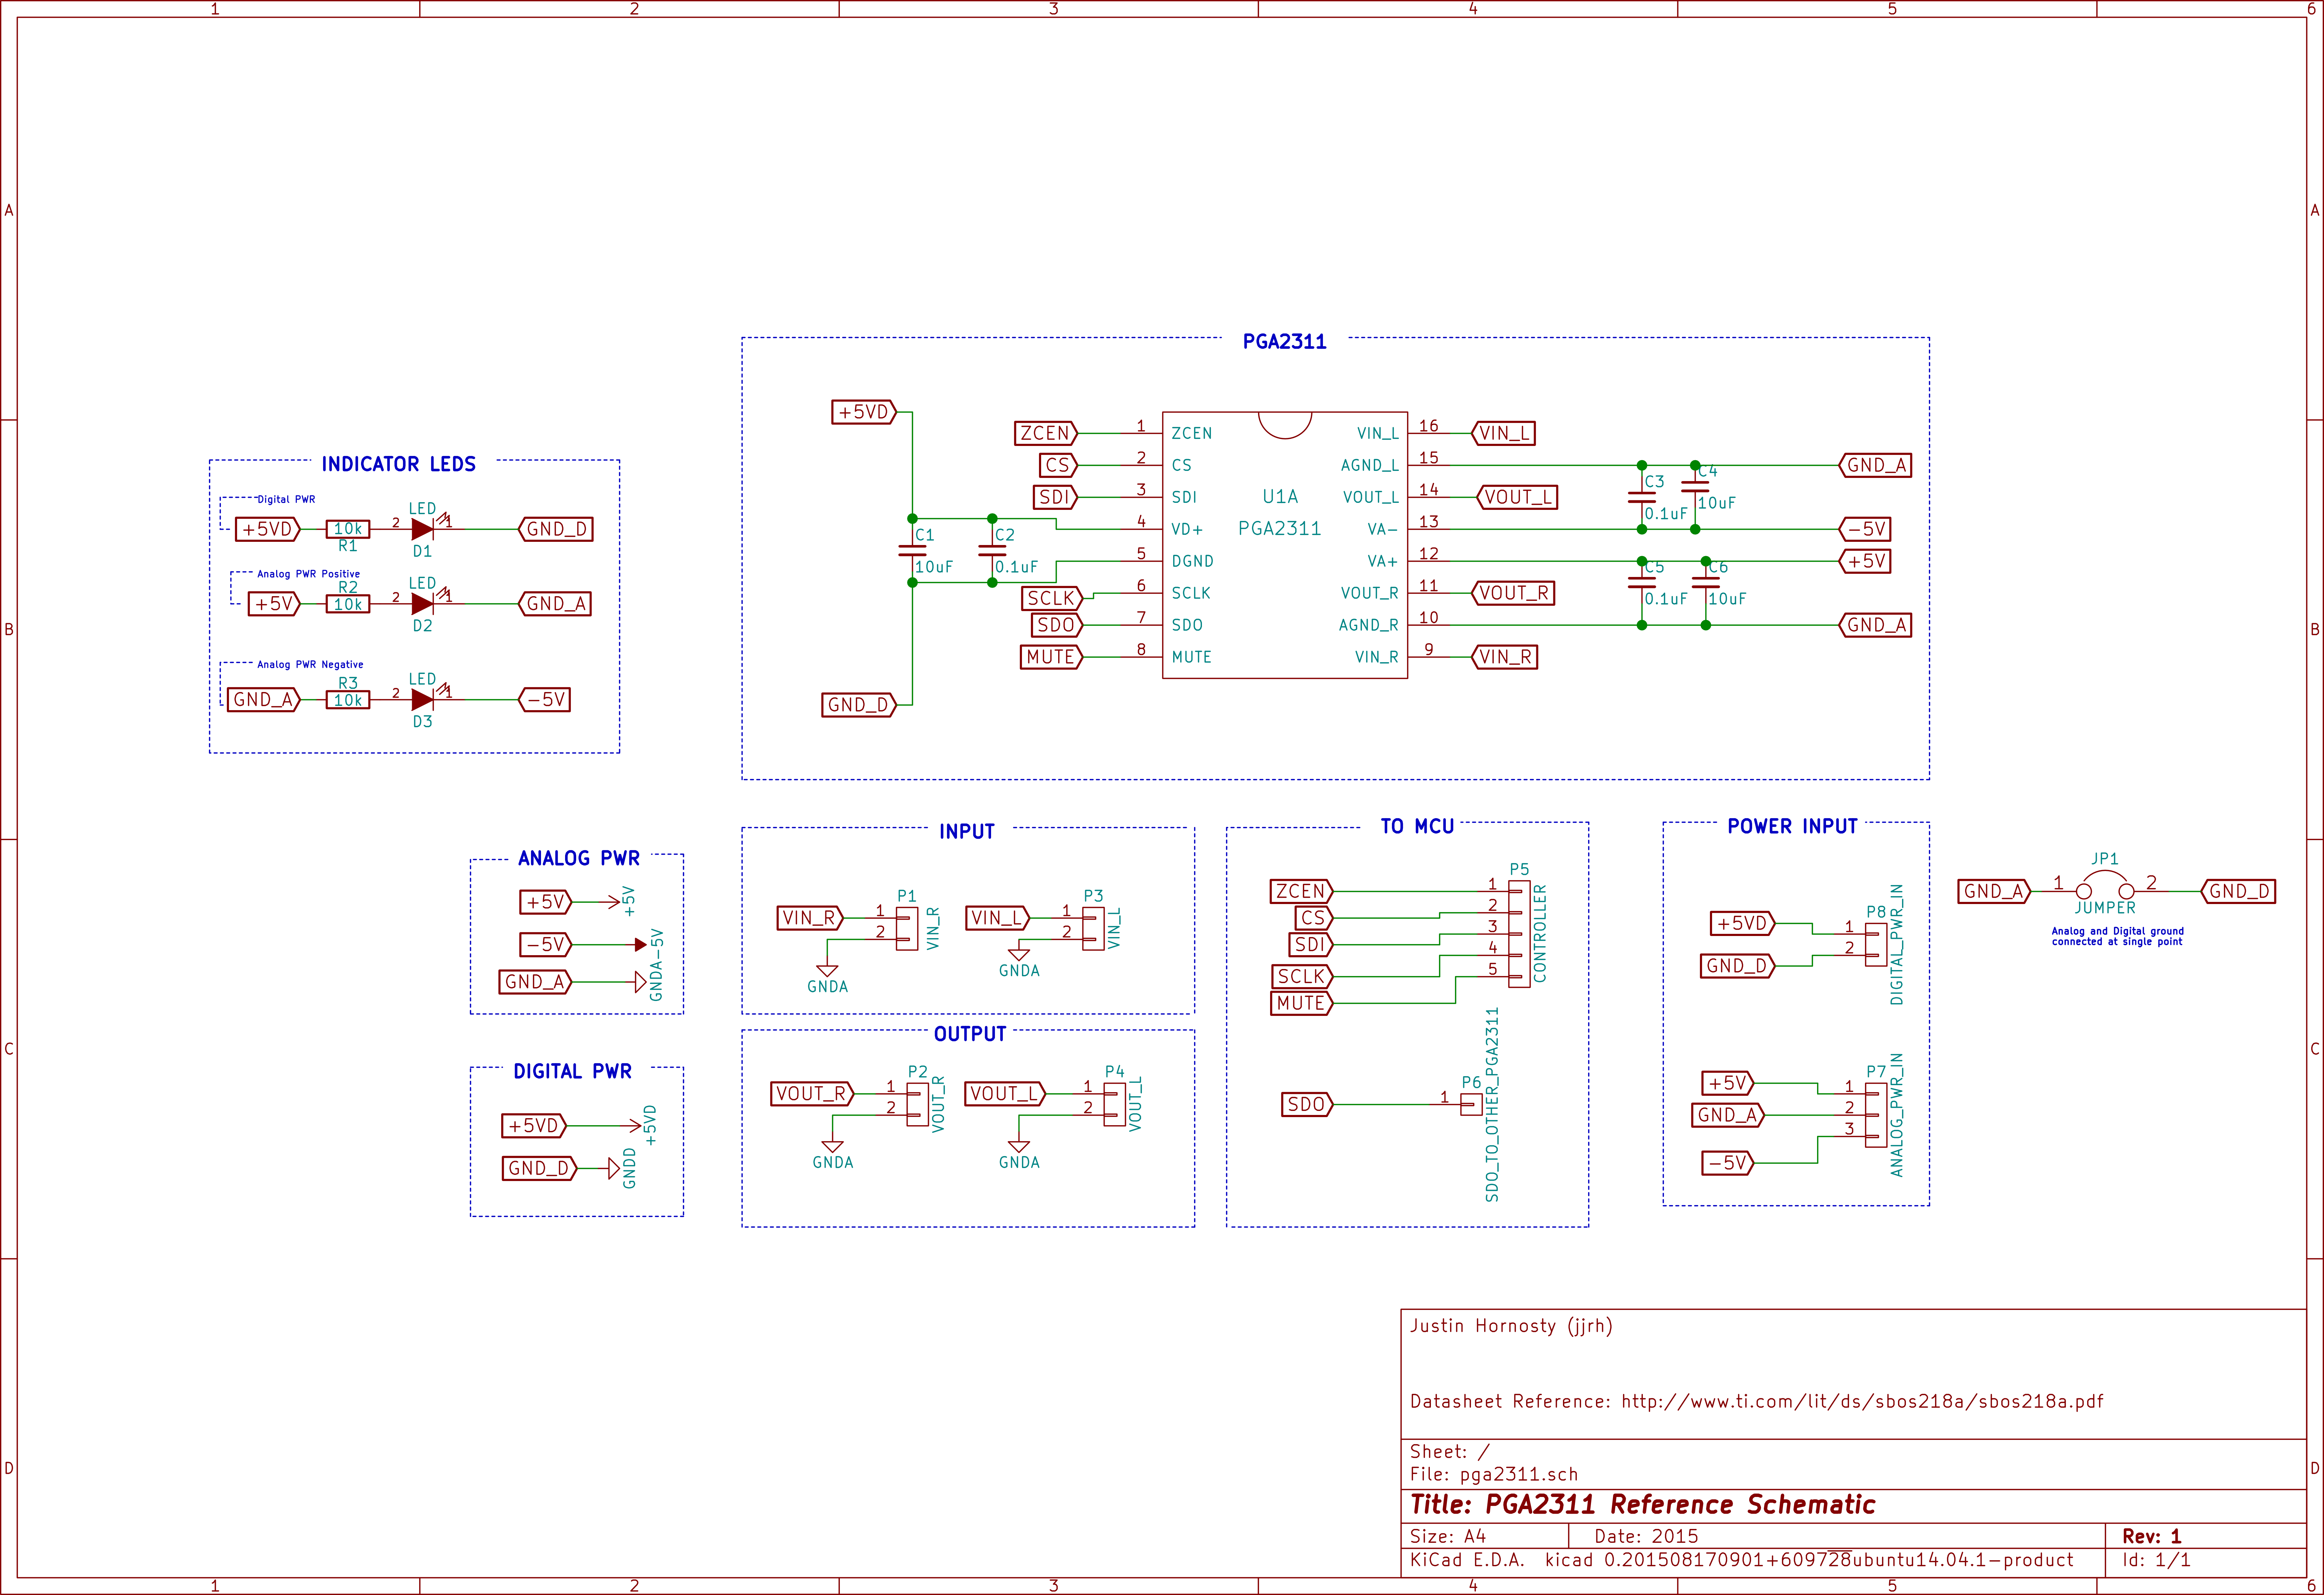 1 2 3 4 5 6
A A
B B
C C
D D
1 2 3 4 5 6
PGA2311
+5VD
GND_D
C1
10uF
C2
0.1uF
ZCEN 1 ZCEN
CS 2 CS
SDI 3 SDI
4 VD+
5 DGND
SCLK 6 SCLK
SDO 7 SDO
MUTE 8 MUTE
U1A
PGA2311
VIN_L 16 VIN_L
AGND_L 15 GND_A
VOUT_L 14 VOUT_L
VA- 13 -5V
VA+ 12 +5V
VOUT_R 11 VOUT_R
AGND_R 10 GND_A
VIN_R 9 VIN_R
C3
0.1uF
C4
10uF
C5
0.1uF
C6
10uF
INDICATOR LEDS
Digital PWR
+5VD 10k 2 LED 1 GND_D
R1 D1
Analog PWR Positive
R2 LED
+5V 10k 2 1 GND_A
D2
Analog PWR Negative
R3 LED
GND_A 10k 2 1 -5V
D3
ANALOG PWR
+5V +5V
-5V -5V
GND_A GNDA
DIGITAL PWR
+5VD +5VD
GND_D GNDD
INPUT
P1
VIN_R 1
2
VIN_R
GNDA
P3
VIN_L 1
2
VIN_L
GNDA
OUTPUT
P2
VOUT_R 1
2
VOUT_R
GNDA
P4
VOUT_L 1
2
VOUT_L
GNDA
TO MCU
P5
ZCEN 1
CS 2
SDI 3
SCLK 4
MUTE 5
CONTROLLER
P6
SDO 1
SDO_TO_OTHER_PGA2311
POWER INPUT
P8
+5VD 1
GND_D 2
DIGITAL_PWR_IN
P7
+5V 1
GND_A 2
-5V 3
ANALOG_PWR_IN
JP1
GND_A 1 2 GND_D
JUMPER
Analog and Digital ground
connected at single point
Justin Hornosty (jjrh)
Datasheet Reference: http://www.ti.com/lit/ds/sbos218a/sbos218a.pdf
Sheet: /
File: pga2311.sch
Title: PGA2311 Reference Schematic
Size: A4 Date: 2015 Rev: 1
KiCad E.D.A. kicad 0.201508170901+609728ubuntu14.04.1-product Id: 1/1